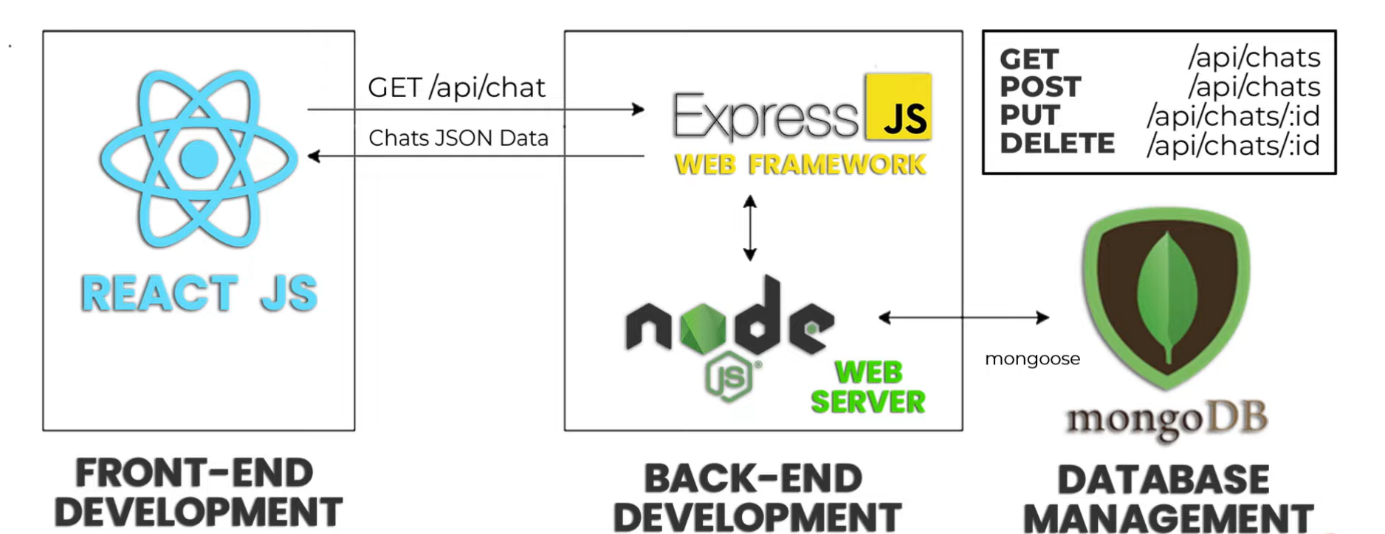 REACT JS
FRONT-END
DEVELOPMENT
GET /api/chat
Chats JSON Data
Express JS
WEB FRAMEWORK
node
JS
WEB
SERVER
BACK-END
DEVELOPMENT
GET /api/chats
POST /api/chats
PUT /api/chats/:id
DELETE /api/chats/:id
mongoose
mongoDB
DATABASE
MANAGEMENT